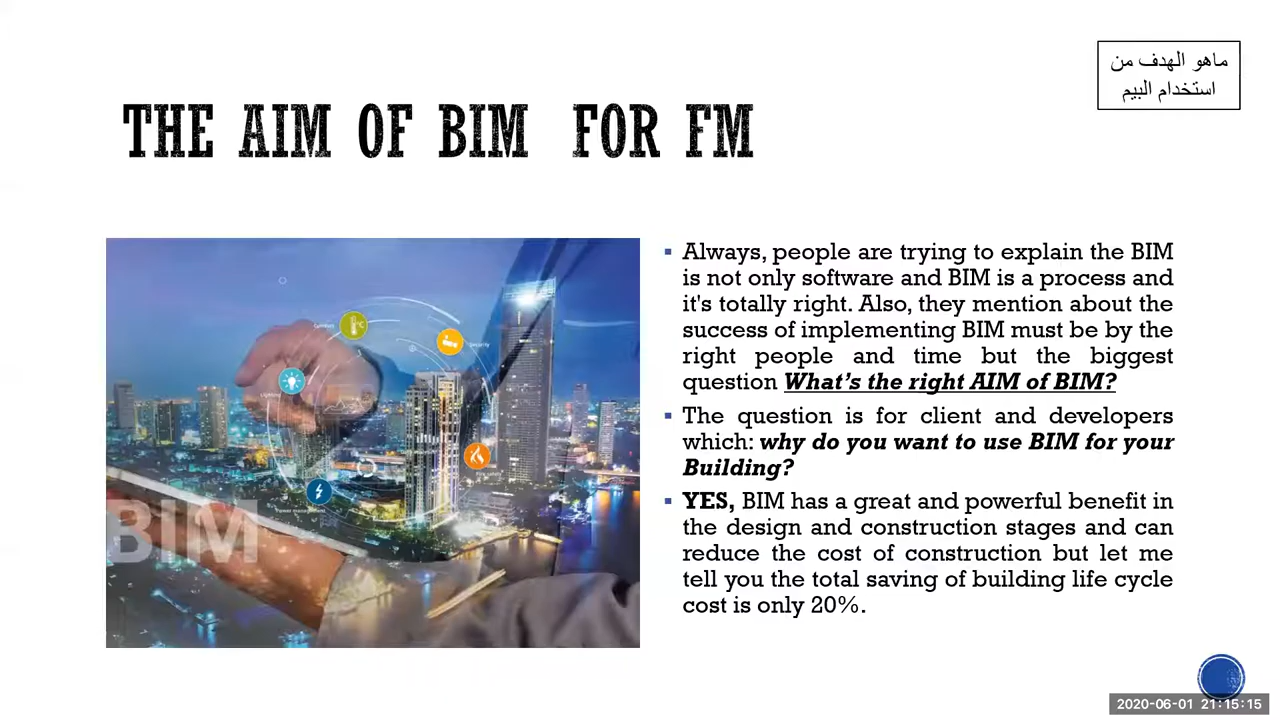 ماهو الهدف من
استخدام البيم
THE AIM OF BIM FOR FM
Always, people are trying to explain the BIM
is not only software and BIM is a process and
it's totally right. Also, they mention about the
success of implementing BIM must be by the
right people and time but the biggest
question What's the right AIM of BIM?
The question is for client and developers
which: why do you want to use BIM for your
Building?
YES, BIM has a great and powerful benefit in
the design and construction stages and can
reduce the cost of construction but let me
tell you the total saving of building life cycle
cost is only 20%.
°C
Security
Lighting
Fire safety
Power management
BIM
2020-06-01 21:15:15